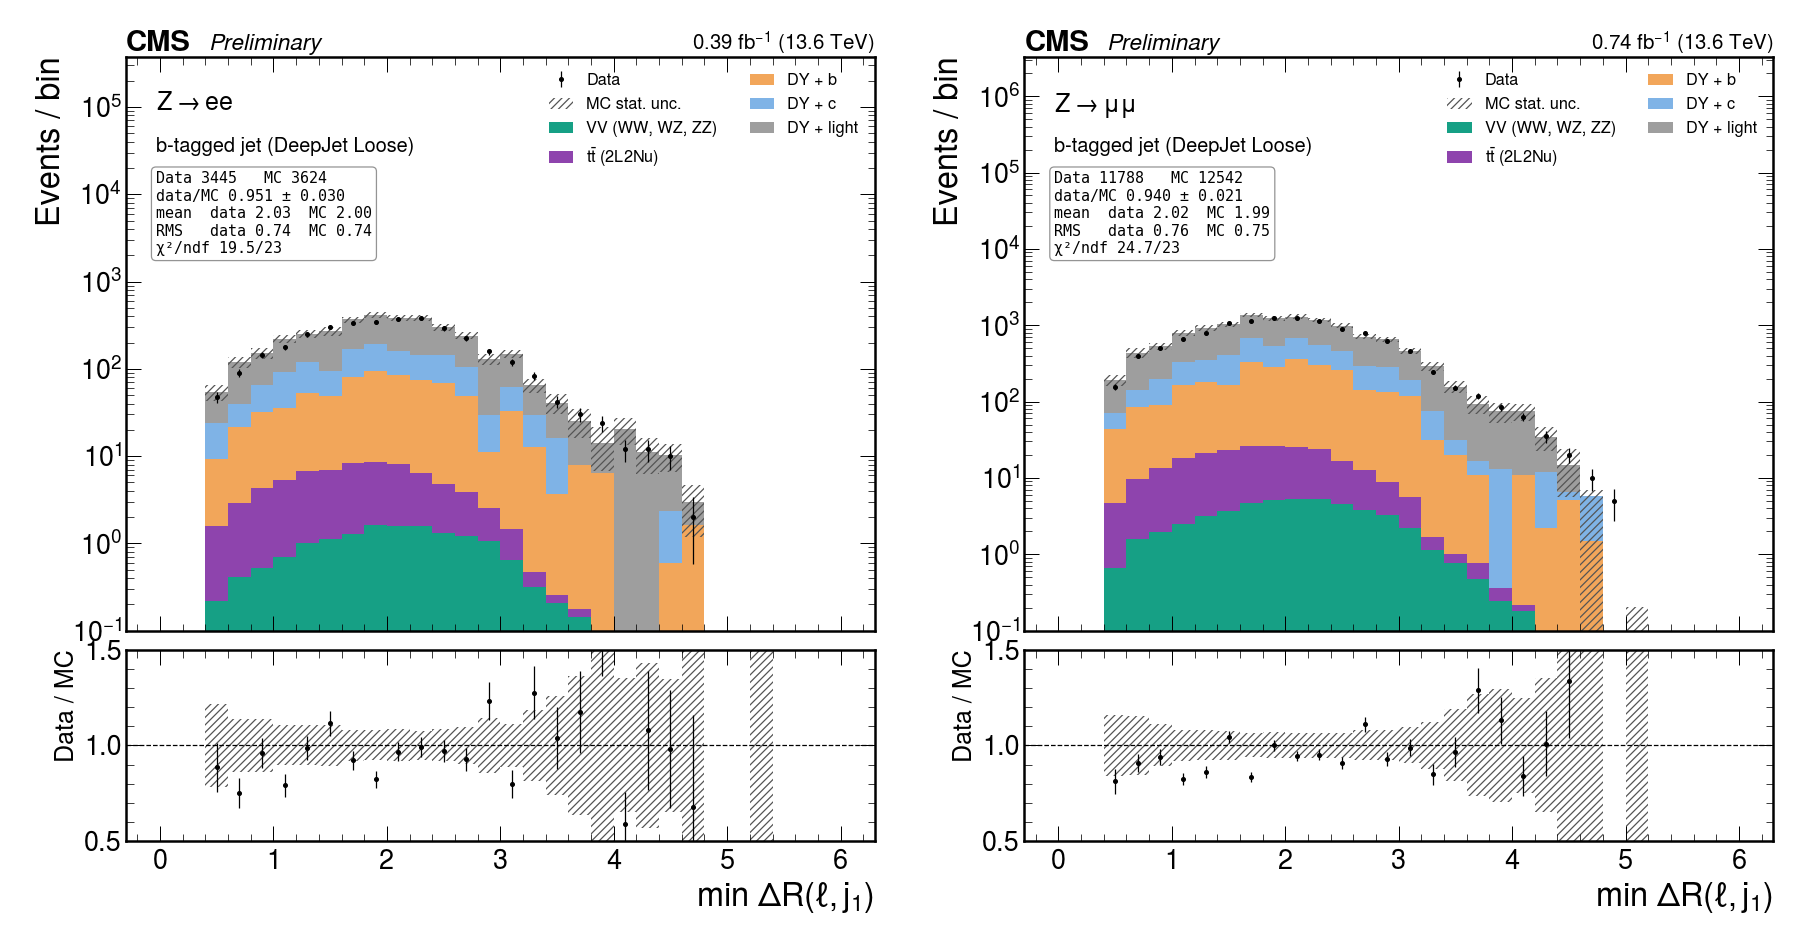 CMS Preliminary 0.39 fb⁻¹ (13.6 TeV)
Events / bin
Z → ee
b-tagged jet (DeepJet Loose)
Data 3445 MC 3624
data/MC 0.951 ± 0.030
mean data 2.03 MC 2.00
RMS data 0.74 MC 0.74
χ²/ndf 19.5/23
Data
MC stat. unc.
VV (WW, WZ, ZZ)
tt̄ (2L2Nu)
DY + b
DY + c
DY + light
10⁵
10⁴
10³
10²
10¹
10⁰
10⁻¹
Data / MC
1.5
1.0
0.5
0 1 2 3 4 5 6
min ΔR(ℓ, j₁)
CMS Preliminary 0.74 fb⁻¹ (13.6 TeV)
Events / bin
Z → μμ
b-tagged jet (DeepJet Loose)
Data 11788 MC 12542
data/MC 0.940 ± 0.021
mean data 2.02 MC 1.99
RMS data 0.76 MC 0.75
χ²/ndf 24.7/23
Data
MC stat. unc.
VV (WW, WZ, ZZ)
tt̄ (2L2Nu)
DY + b
DY + c
DY + light
10⁶
10⁵
10⁴
10³
10²
10¹
10⁰
10⁻¹
Data / MC
1.5
1.0
0.5
0 1 2 3 4 5 6
min ΔR(ℓ, j₁)